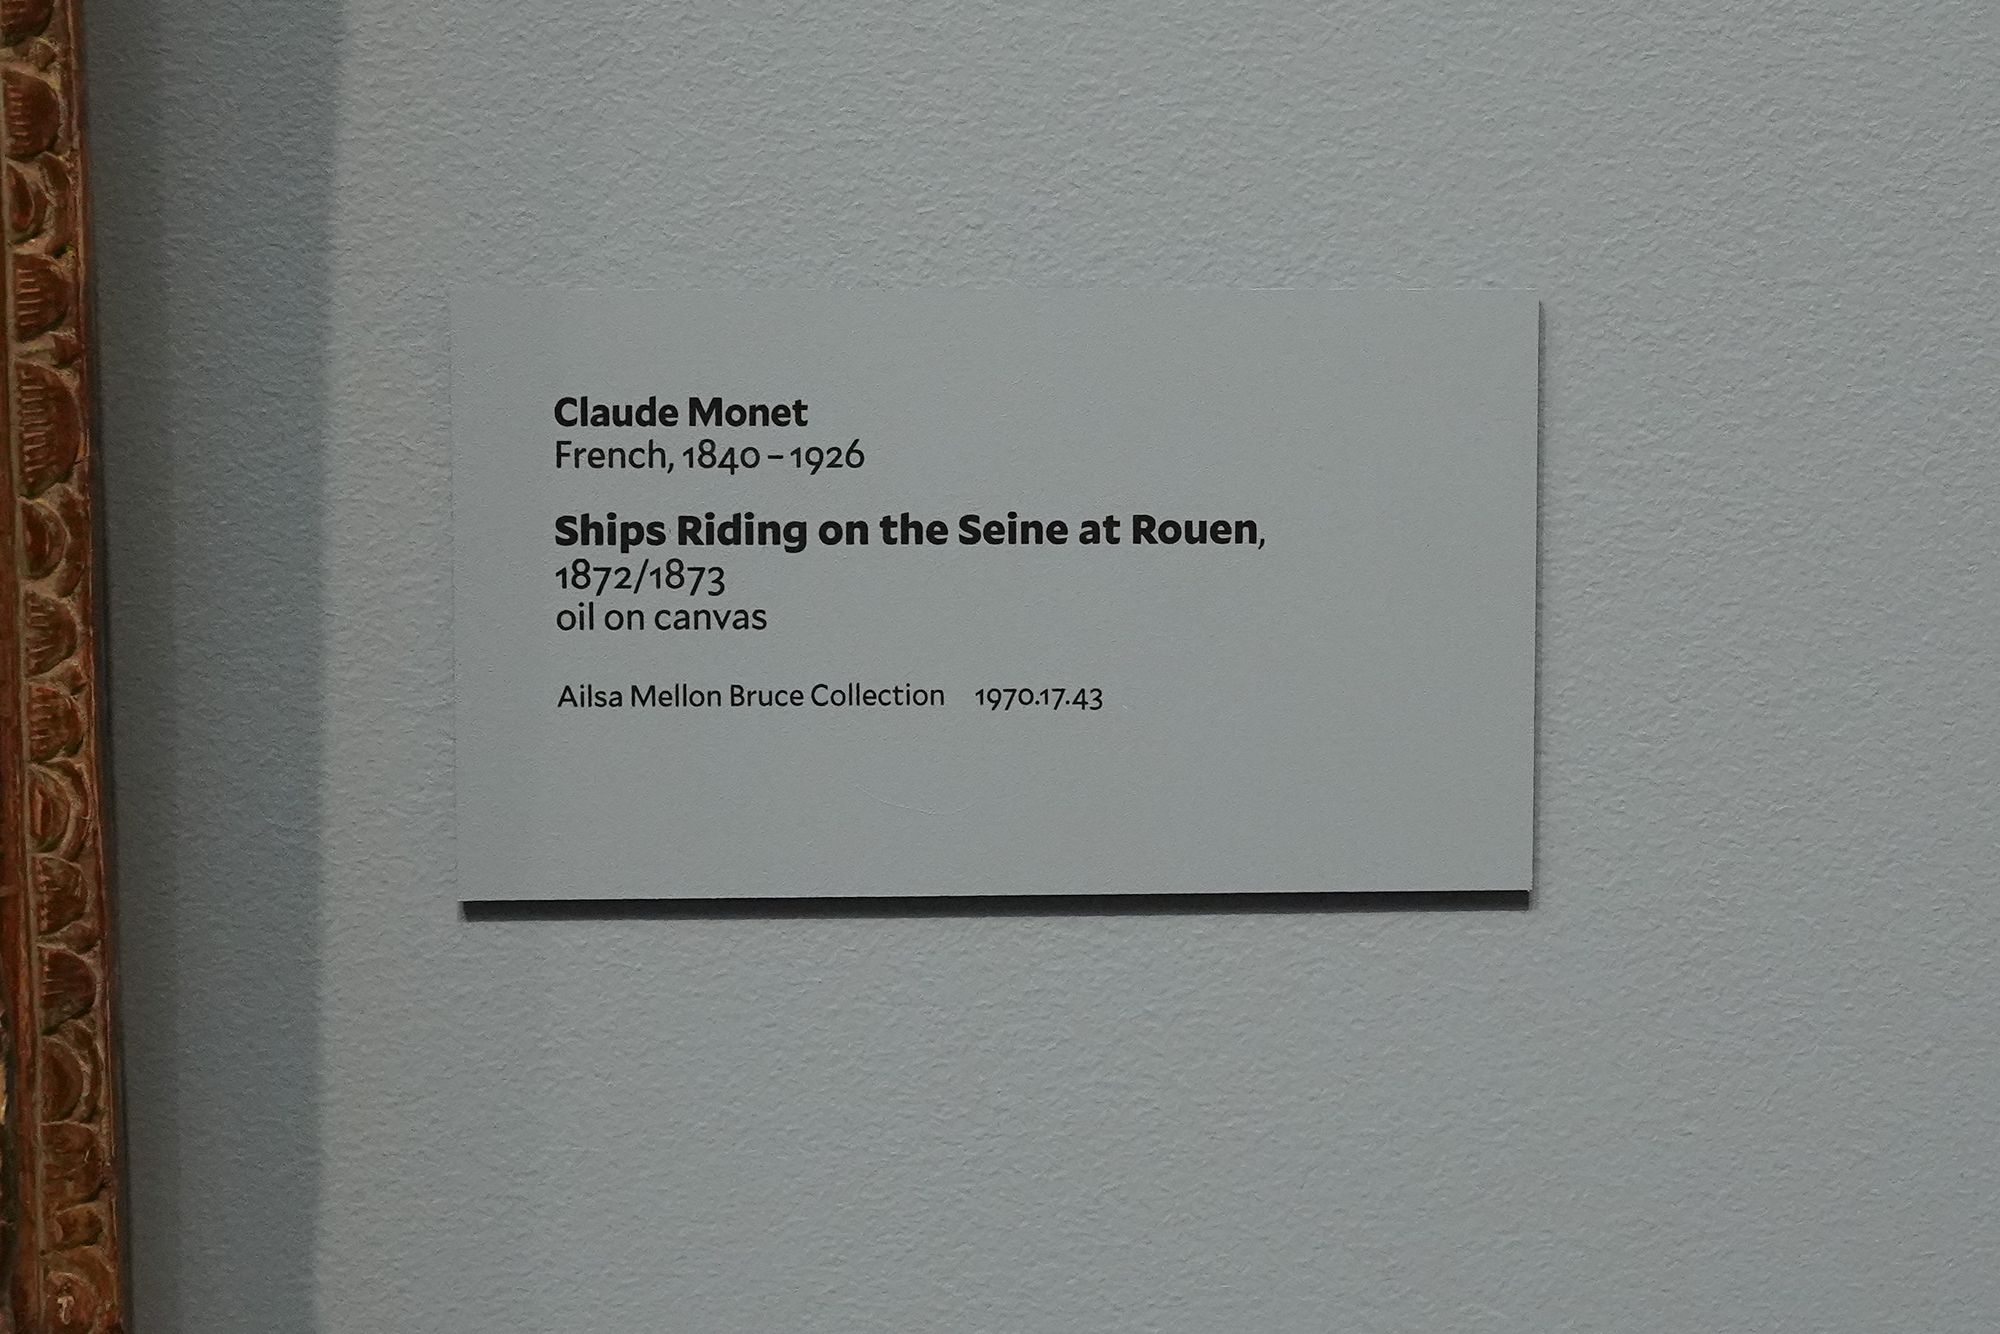 Claude Monet
French, 1840 – 1926
Ships Riding on the Seine at Rouen,
1872/1873
oil on canvas
Ailsa Mellon Bruce Collection 1970.17.43